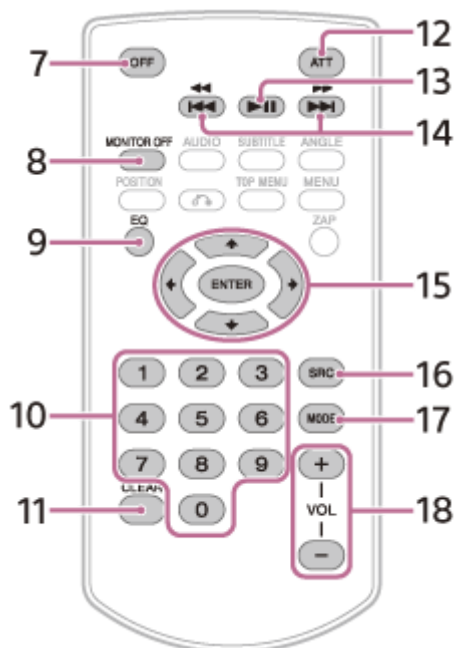 12
7 OFF ATT
13
14
MONITOR OFF AUDIO SUBTITLE ANGLE
8
POSITION TOP MENU MENU
EQ ZAP
9
ENTER 15
1 2 3 SRC 16
10 4 5 6 MODE 17
7 8 9 +
CLEAR
11 0 VOL 18
−